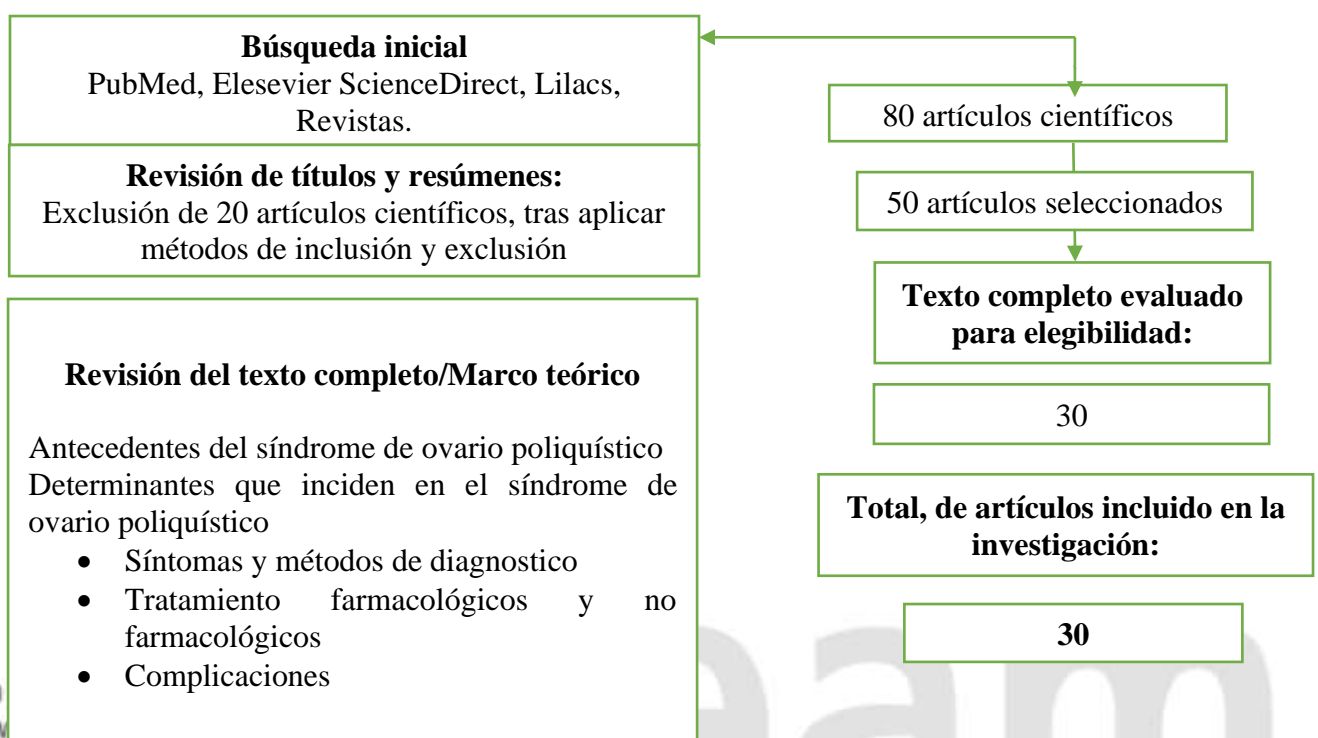 Búsqueda inicial
PubMed, Elesevier ScienceDirect, Lilacs,
Revistas.
Revisión de títulos y resúmenes:
Exclusión de 20 artículos científicos, tras aplicar
métodos de inclusión y exclusión
Revisión del texto completo/Marco teórico
Antecedentes del síndrome de ovario poliquístico
Determinantes que inciden en el síndrome de
ovario poliquístico
• Síntomas y métodos de diagnostico
• Tratamiento farmacológicos y no
farmacológicos
• Complicaciones
80 artículos científicos
50 artículos seleccionados
Texto completo evaluado
para elegibilidad:
30
Total, de artículos incluido en la
investigación:
30
eam